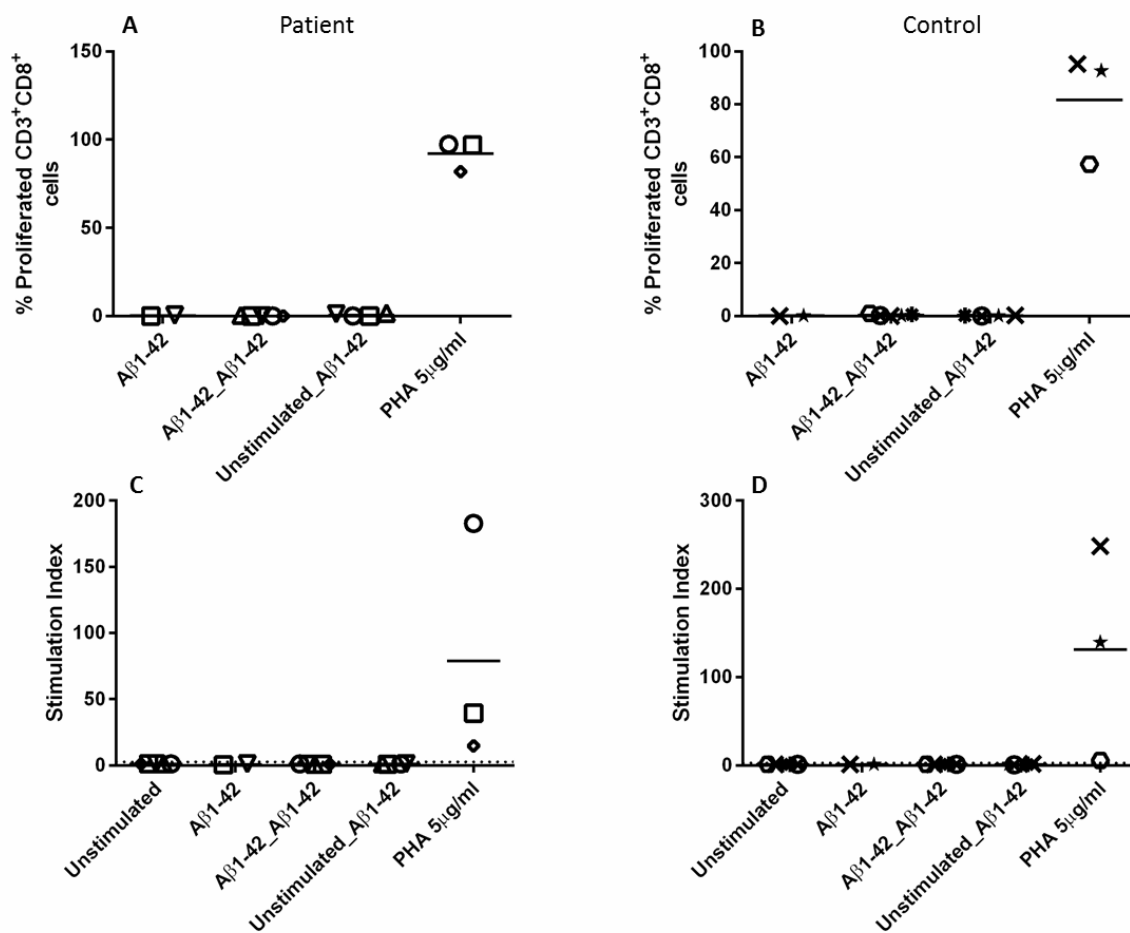 A
Patient
% Proliferated CD3⁺CD8⁺
cells
150
100
50
0
Aβ1-42
Aβ1-42_Aβ1-42
Unstimulated_Aβ1-42
PHA 5μg/ml
B
Control
% Proliferated CD3⁺CD8⁺
cells
100
80
60
40
20
0
Aβ1-42
Aβ1-42_Aβ1-42
Unstimulated_Aβ1-42
PHA 5μg/ml
C
Stimulation Index
200
150
100
50
0
Unstimulated
Aβ1-42
Aβ1-42_Aβ1-42
Unstimulated_Aβ1-42
PHA 5μg/ml
D
Stimulation Index
300
200
100
0
Unstimulated
Aβ1-42
Aβ1-42_Aβ1-42
Unstimulated_Aβ1-42
PHA 5μg/ml